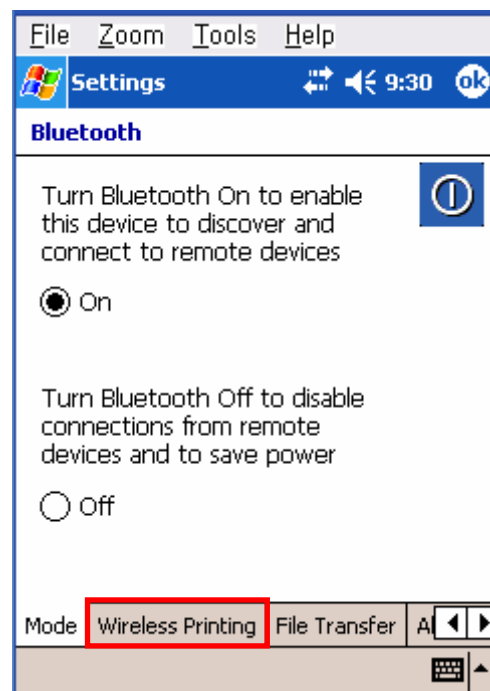 File Zoom Tools Help
Settings 9:30 ok
Bluetooth
Turn Bluetooth On to enable
this device to discover and
connect to remote devices
On
Turn Bluetooth Off to disable
connections from remote
devices and to save power
Off
Mode Wireless Printing File Transfer